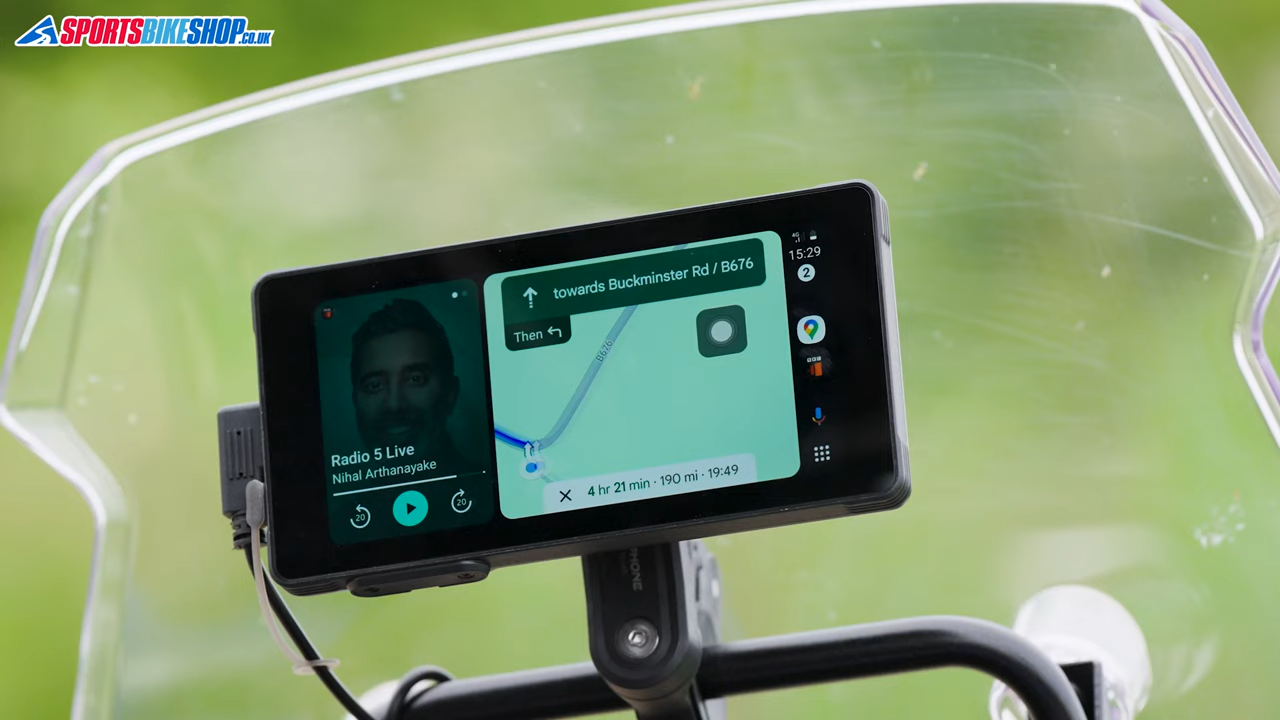 SPORTSBIKESHOP.CO.UK
towards Buckminster Rd / B676
Then
B676
4G
15:29
2
Radio 5 Live
Nihal Arthanayake
20
20
4 hr 21 min · 190 mi · 19:49